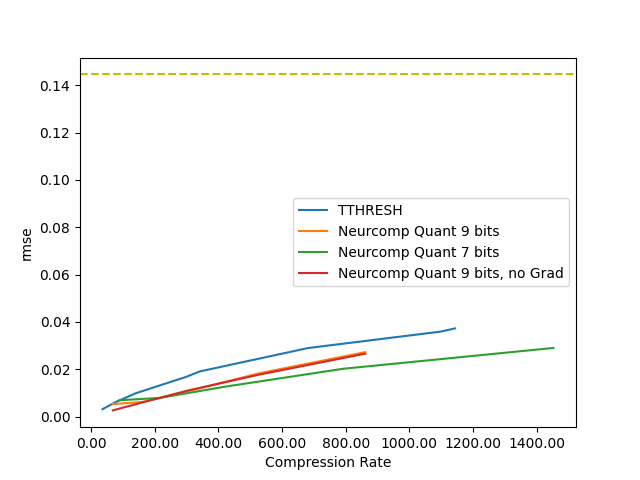 0.14
0.12
0.10
0.08
0.06
0.04
0.02
0.00
rmse
TTHRESH
Neurcomp Quant 9 bits
Neurcomp Quant 7 bits
Neurcomp Quant 9 bits, no Grad
0.00 200.00 400.00 600.00 800.00 1000.00 1200.00 1400.00
Compression Rate